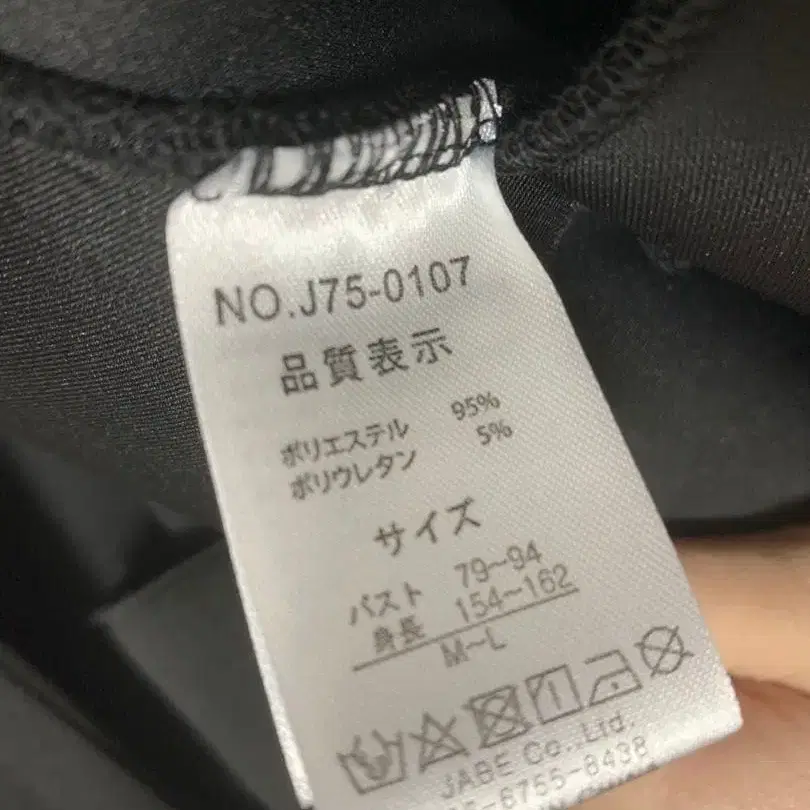 NO.J75-0107
品質表示
ポリエステル 95%
ポリウレタン 5%
サイズ
バスト 79~94
身長 154~162
M~L
JABE Co.,Ltd.